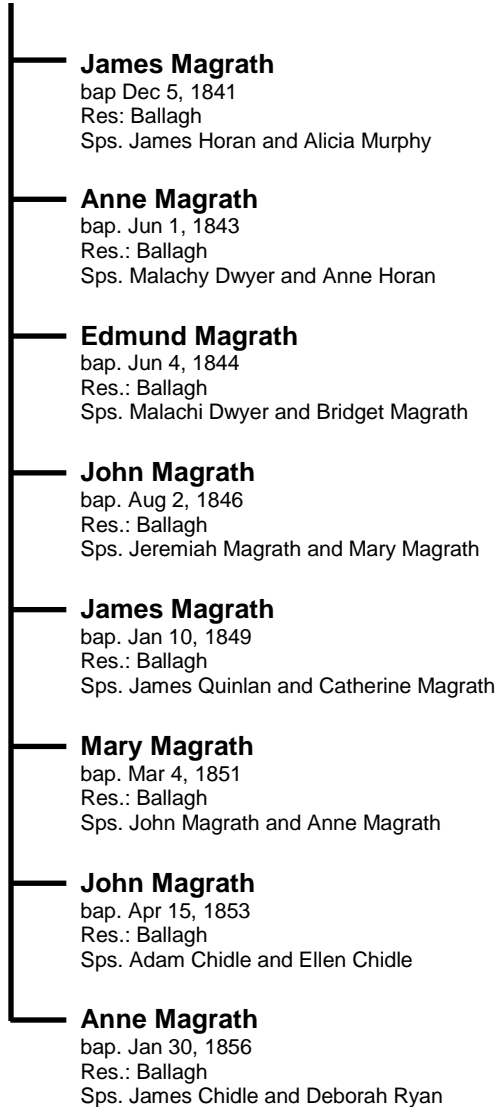 James Magrath
bap Dec 5, 1841
Res: Ballagh
Sps. James Horan and Alicia Murphy
Anne Magrath
bap. Jun 1, 1843
Res.: Ballagh
Sps. Malachy Dwyer and Anne Horan
Edmund Magrath
bap. Jun 4, 1844
Res.: Ballagh
Sps. Malachi Dwyer and Bridget Magrath
John Magrath
bap. Aug 2, 1846
Res.: Ballagh
Sps. Jeremiah Magrath and Mary Magrath
James Magrath
bap. Jan 10, 1849
Res.: Ballagh
Sps. James Quinlan and Catherine Magrath
Mary Magrath
bap. Mar 4, 1851
Res.: Ballagh
Sps. John Magrath and Anne Magrath
John Magrath
bap. Apr 15, 1853
Res.: Ballagh
Sps. Adam Chidle and Ellen Chidle
Anne Magrath
bap. Jan 30, 1856
Res.: Ballagh
Sps. James Chidle and Deborah Ryan